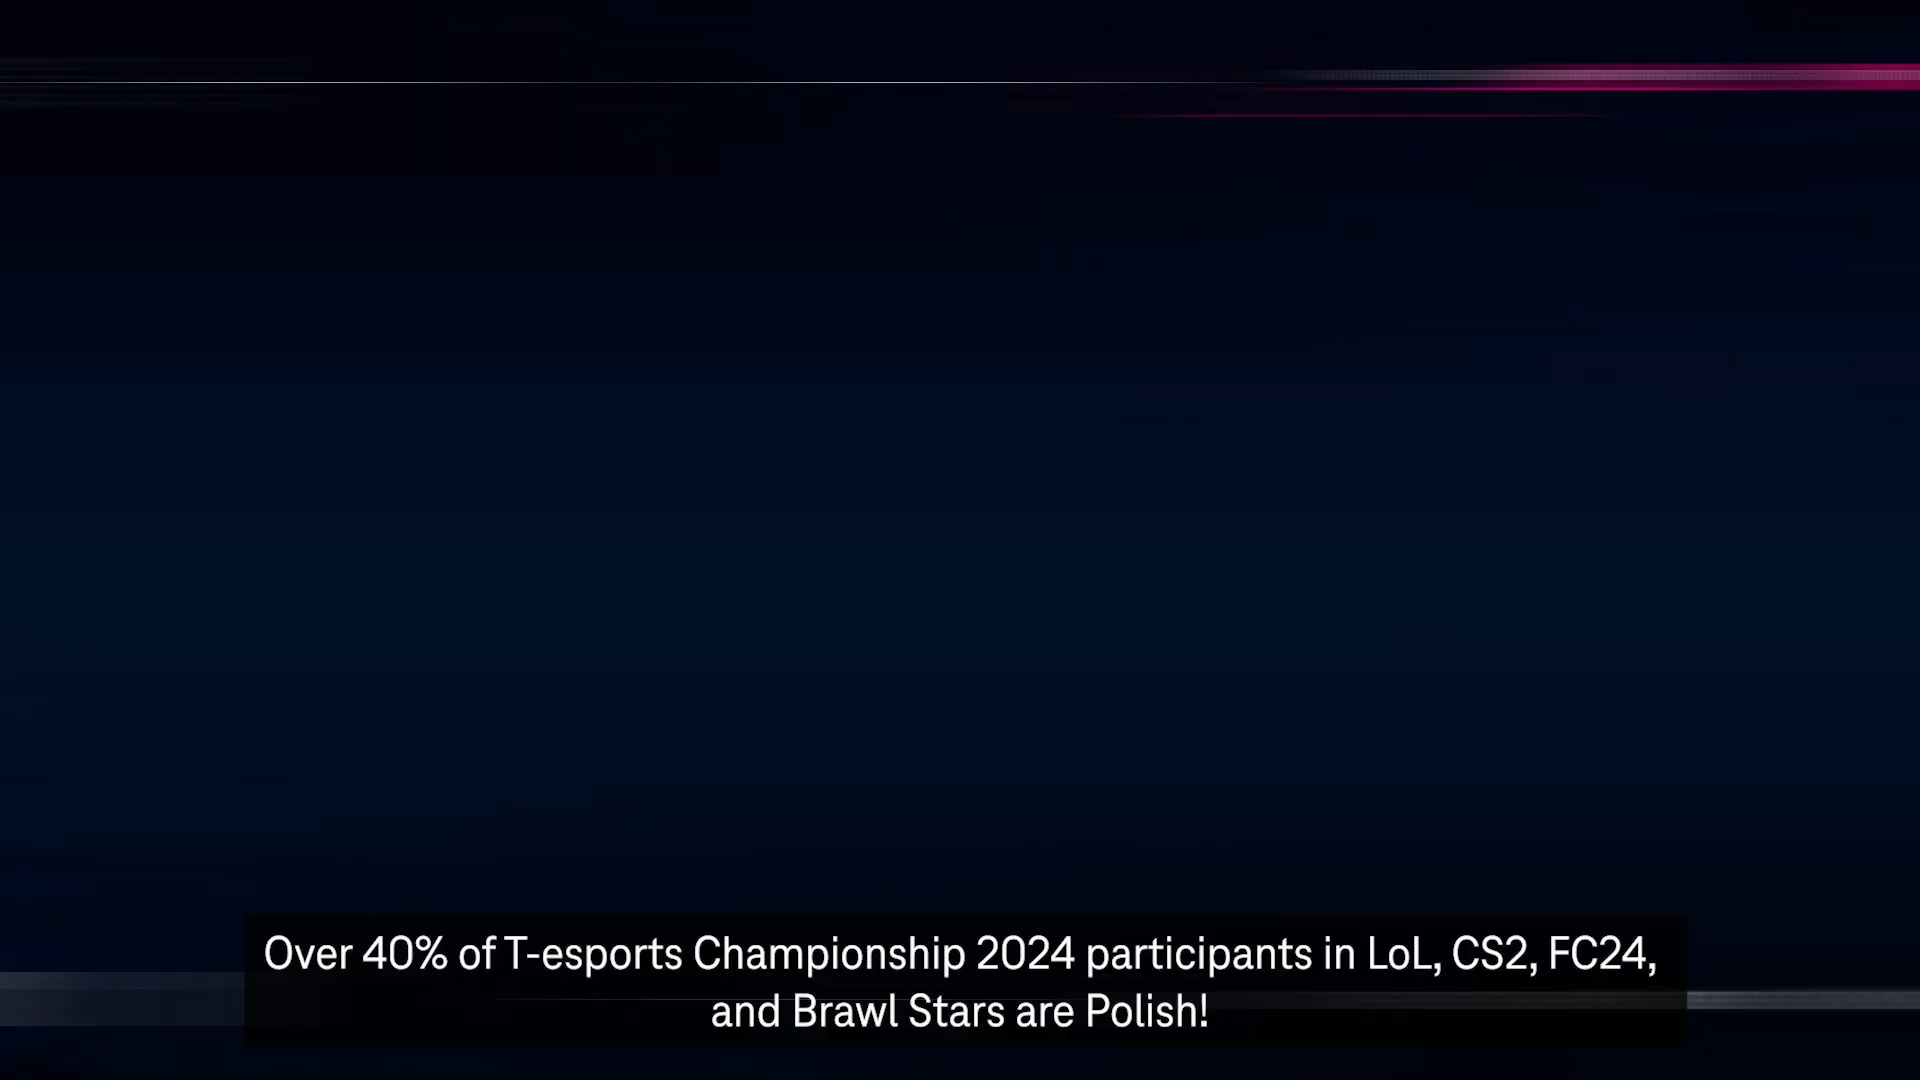 Over 40% of T-esports Championship 2024 participants in LoL, CS2, FC24,
and Brawl Stars are Polish!